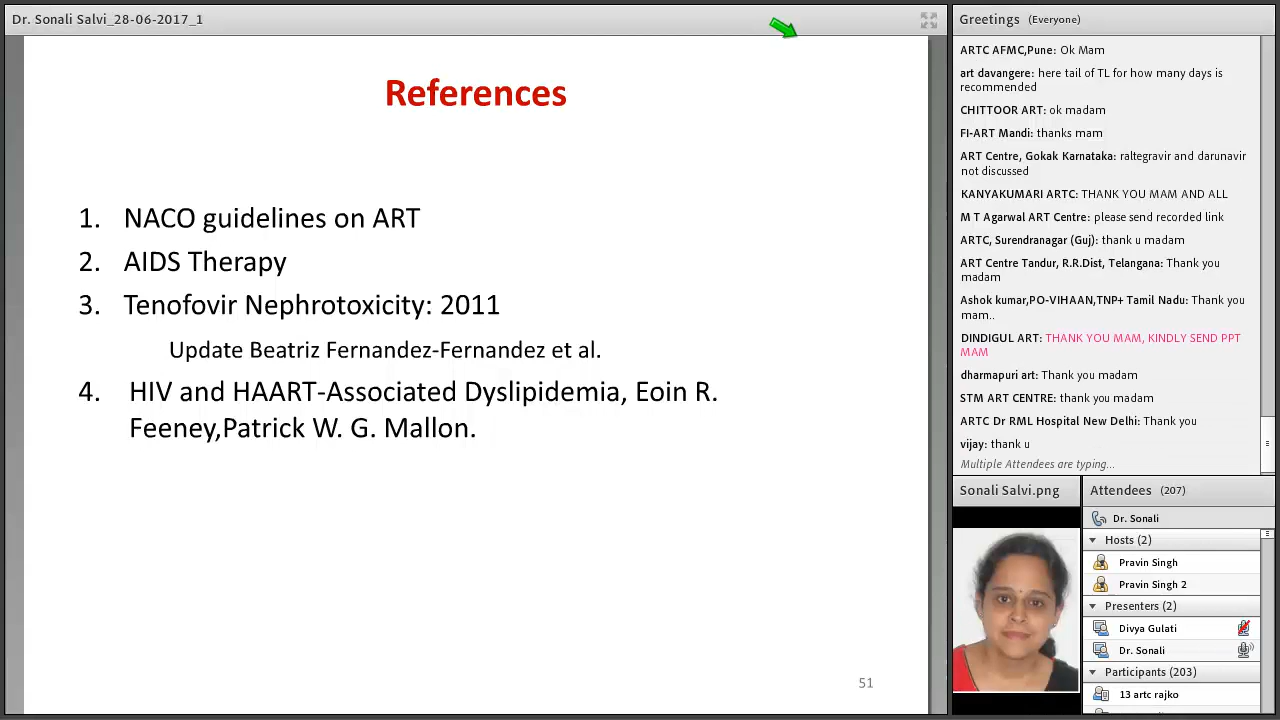 Dr. Sonali Salvi_28-06-2017_1
References
1. NACO guidelines on ART
2. AIDS Therapy
3. Tenofovir Nephrotoxicity: 2011
Update Beatriz Fernandez-Fernandez et al.
4. HIV and HAART-Associated Dyslipidemia, Eoin R.
Feeney,Patrick W. G. Mallon.
51
Greetings (Everyone)
ARTC AFMC,Pune: Ok Mam
art davangere: here tail of TL for how many days is
recommended
CHITTOOR ART: ok madam
FI-ART Mandi: thanks mam
ART Centre, Gokak Karnataka: raltegravir and darunavir
not discussed
KANYAKUMARI ARTC: THANK YOU MAM AND ALL
M T Agarwal ART Centre: please send recorded link
ARTC, Surendranagar (Guj): thank u madam
ART Centre Tandur, R.R.Dist, Telangana: Thank you
madam
Ashok kumar,PO-VIHAAN,TNP+ Tamil Nadu: Thank you
mam..
DINDIGUL ART: THANK YOU MAM, KINDLY SEND PPT
MAM
dharmapuri art: Thank you madam
STM ART CENTRE: thank you madam
ARTC Dr RML Hospital New Delhi: Thank you
vijay: thank u
Multiple Attendees are typing...
Sonali Salvi.png
Attendees (207)
Dr. Sonali
Hosts (2)
Pravin Singh
Pravin Singh 2
Presenters (2)
Divya Gulati
Dr. Sonali
Participants (203)
13 artc rajko